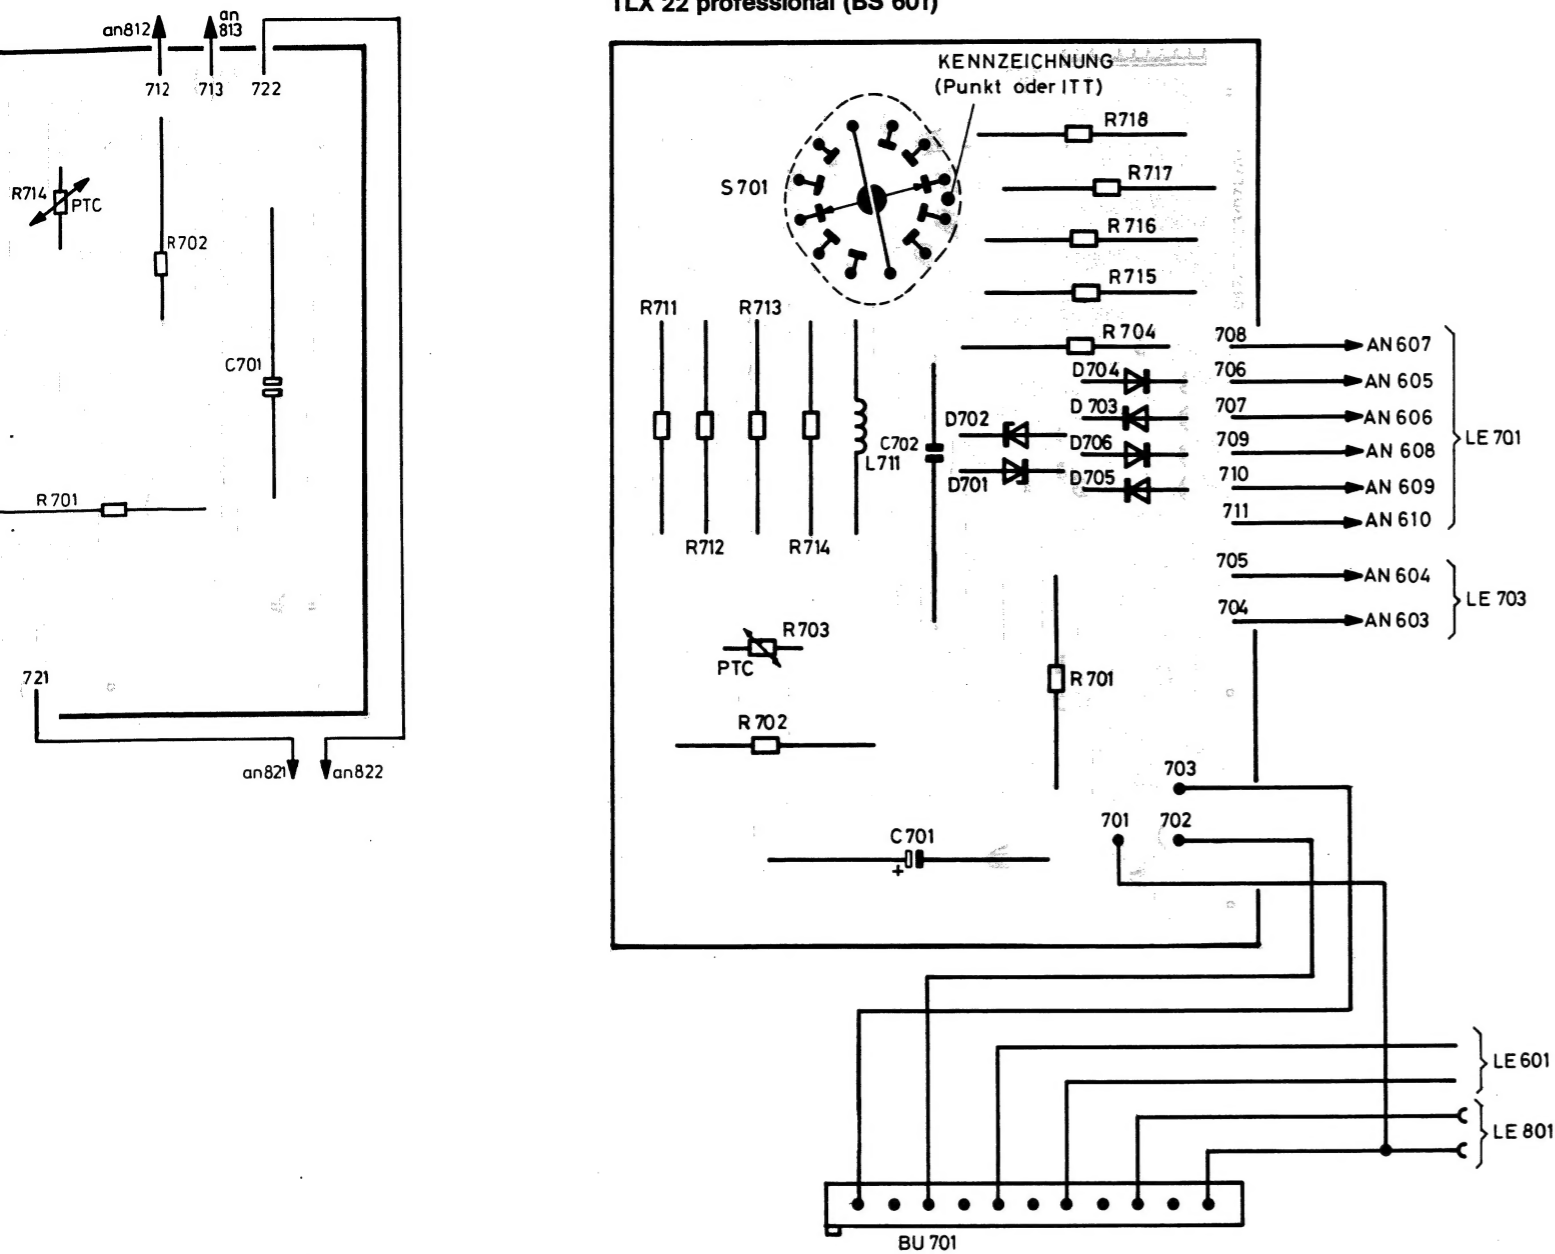 TLX 22 professional (BS 601)
an812
an
813
712
713
722
R714
PTC
R702
C701
R701
721
an821
an822
KENNZEICHNUNG
(Punkt oder ITT)
S701
R718
R717
R716
R715
R704
R711
R713
R712
R714
L711
C702
D702
D701
D704
D703
D706
D705
708
AN 607
706
AN 605
707
AN 606
709
AN 608
710
AN 609
711
AN 610
LE 701
705
AN 604
704
AN 603
LE 703
R703
PTC
R702
R701
C701
+
703
701
702
LE 601
LE 801
BU 701